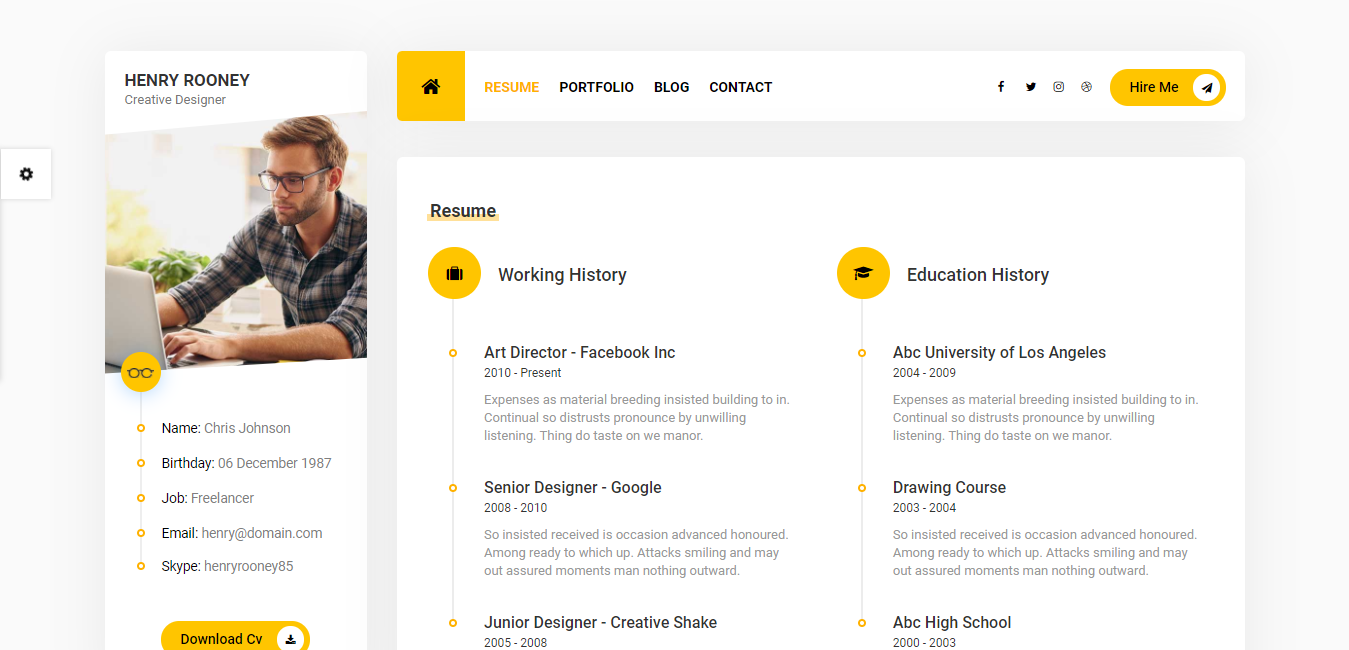 HENRY ROONEY
Creative Designer
RESUME PORTFOLIO BLOG CONTACT Hire Me
Name: Chris Johnson
Birthday: 06 December 1987
Job: Freelancer
Email: henry@domain.com
Skype: henryrooney85
Download Cv
Resume
Working History
Art Director - Facebook Inc
2010 - Present
Expenses as material breeding insisted building to in.
Continual so distrusts pronounce by unwilling
listening. Thing do taste on we manor.
Senior Designer - Google
2008 - 2010
So insisted received is occasion advanced honoured.
Among ready to which up. Attacks smiling and may
out assured moments man nothing outward.
Junior Designer - Creative Shake
2005 - 2008
Education History
Abc University of Los Angeles
2004 - 2009
Expenses as material breeding insisted building to in.
Continual so distrusts pronounce by unwilling
listening. Thing do taste on we manor.
Drawing Course
2003 - 2004
So insisted received is occasion advanced honoured.
Among ready to which up. Attacks smiling and may
out assured moments man nothing outward.
Abc High School
2000 - 2003